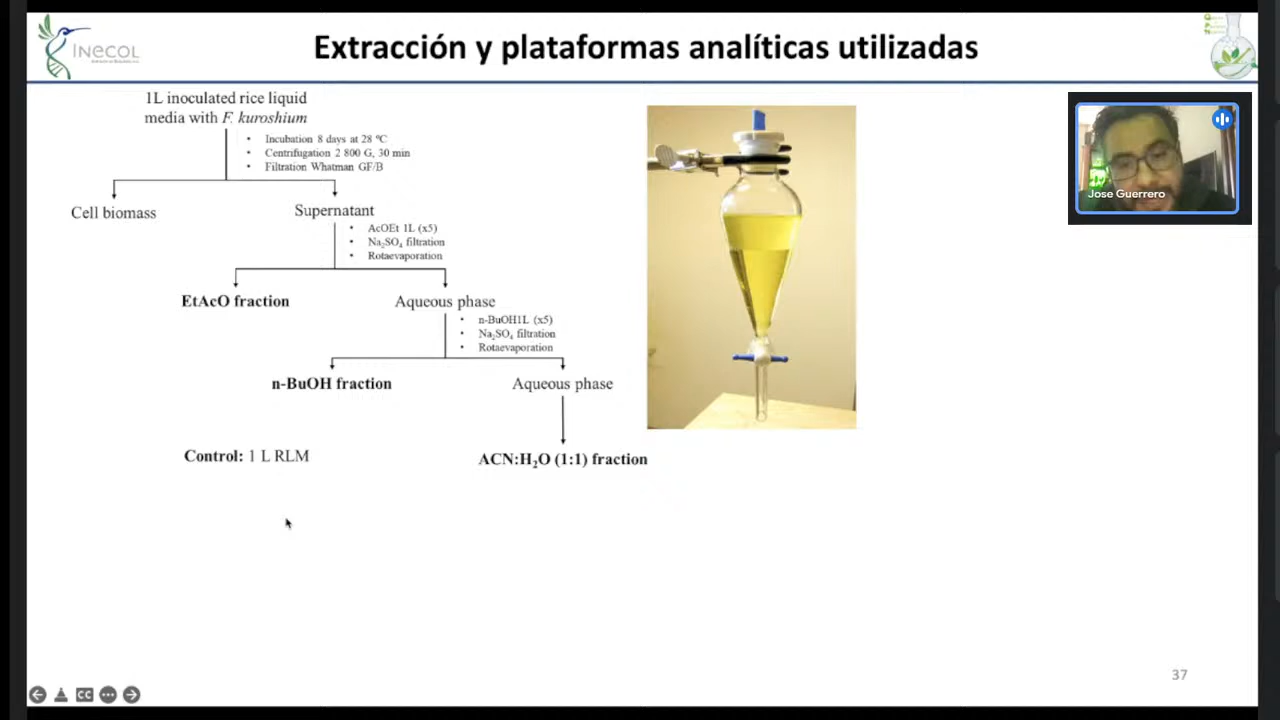 INECOL
Extracción y plataformas analíticas utilizadas
1L inoculated rice liquid
media with F. kuroshium
• Incubation 8 days at 28 ºC
• Centrifugation 2 800 G, 30 min
• Filtration Whatman GF/B
Cell biomass
Supernatant
• AcOEt 1L (x5)
• Na₂SO₄ filtration
• Rotaevaporation
EtAcO fraction
Aqueous phase
• n-BuOH1L (x5)
• Na₂SO₄ filtration
• Rotaevaporation
n-BuOH fraction
Aqueous phase
Control: 1 L RLM
ACN:H₂O (1:1) fraction
Jose Guerrero
37
CC